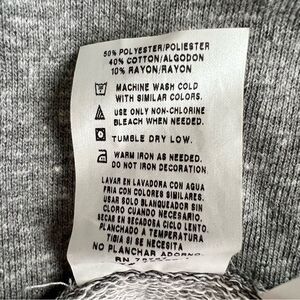 50% POLYESTER/POLIESTER
40% COTTON/ALGODON
10% RAYON/RAYON
MACHINE WASH COLD
WITH SIMILAR COLORS.
USE ONLY NON-CHLORINE
BLEACH WHEN NEEDED.
TUMBLE DRY LOW.
WARM IRON AS NEEDED.
DO NOT IRON DECORATION
LAVAR EN LAVADORA CON AGUA
FRIA CON COLORES SIMILARES.
USAR SOLO BLANQUEADOR SIN
CLORO CUANDO NECESARIO.
SECAR EN SECADORA CICLO LENTO.
PLANCHADO A TEMPERATURA
TIBIA SI SE NECESITA
NO PLANCHAR ADORNO.
RN